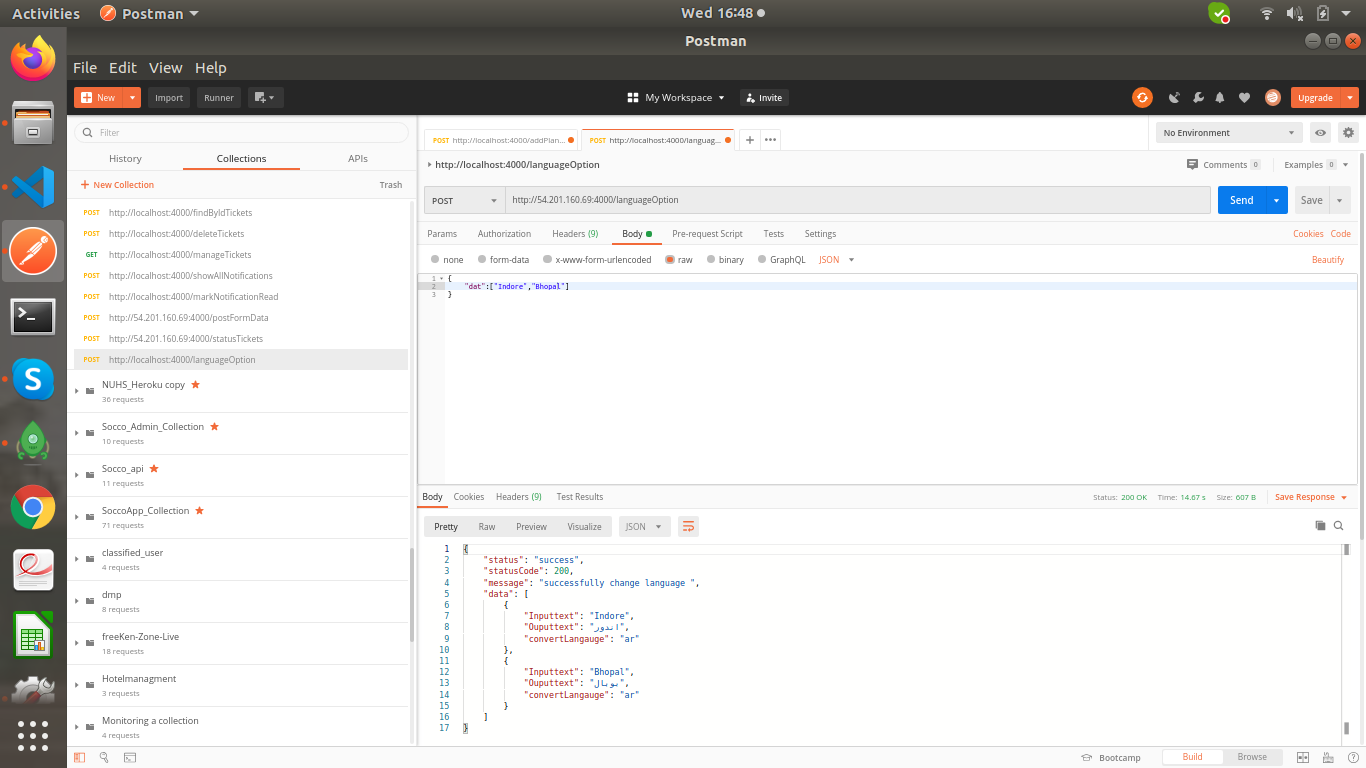 Activities
Postman
Wed 16:48
Postman
File Edit View Help
New
Import
Runner
My Workspace
Invite
Upgrade
Filter
History
Collections
APIs
New Collection
Trash
POST http://localhost:4000/findByIdTickets
POST http://localhost:4000/deleteTickets
GET http://localhost:4000/manageTickets
POST http://localhost:4000/showAllNotifications
POST http://localhost:4000/markNotificationRead
POST http://54.201.160.69:4000/postFormData
POST http://54.201.160.69:4000/statusTickets
POST http://localhost:4000/languageOption
NUHS_Heroku copy
36 requests
Socco_Admin_Collection
10 requests
Socco_api
11 requests
SoccoApp_Collection
71 requests
classified_user
4 requests
dmp
8 requests
freeKen-Zone-Live
18 requests
Hotelmanagment
3 requests
Monitoring a collection
4 requests
POST http://localhost:4000/addPlan...
POST http://localhost:4000/languag...
No Environment
http://localhost:4000/languageOption
Comments 0
Examples 0
POST
http://54.201.160.69:4000/languageOption
Send
Save
Params
Authorization
Headers (9)
Body
Pre-request Script
Tests
Settings
Cookies Code
none
form-data
x-www-form-urlencoded
raw
binary
GraphQL
JSON
Beautify
1 {
2 "dat":["Indore","Bhopal"]
3 }
Body
Cookies
Headers (9)
Test Results
Status: 200 OK
Time: 14.67 s
Size: 607 B
Save Response
Pretty
Raw
Preview
Visualize
JSON
1 {
2 "status": "success",
3 "statusCode": 200,
4 "message": "successfully change language ",
5 "data": [
6 {
7 "Inputtext": "Indore",
8 "Ouputtext": "اندور",
9 "convertLangauge": "ar"
10 },
11 {
12 "Inputtext": "Bhopal",
13 "Ouputtext": "بوبال",
14 "convertLangauge": "ar"
15 }
16 ]
17 }
Bootcamp
Build
Browse